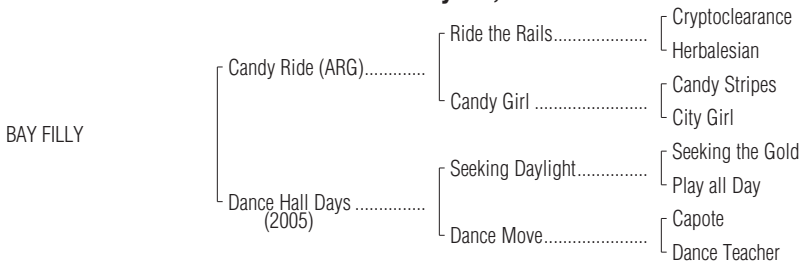 Cryptoclearance
Ride the Rails....................
Herbalesian
Candy Ride (ARG).............
Candy Stripes
Candy Girl ........................
City Girl
BAY FILLY
Seeking the Gold
Seeking Daylight...............
Play all Day
Dance Hall Days ...............
(2005)
Capote
Dance Move......................
Dance Teacher